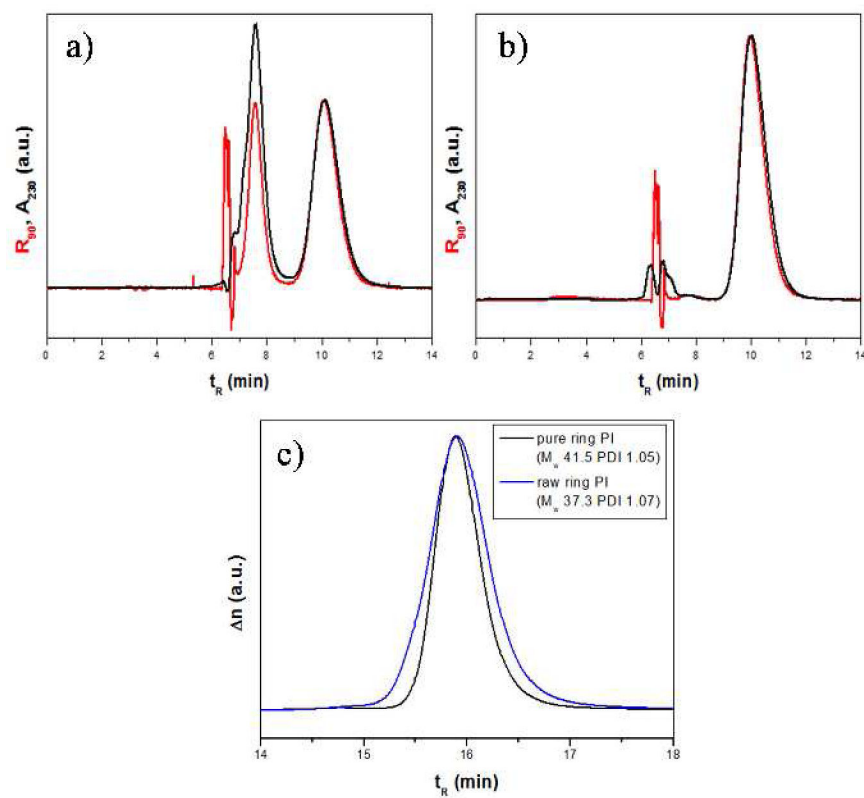 a)
R90, A230 (a.u.)
0 2 4 6 8 10 12 14
tR (min)
b)
R90, A230 (a.u.)
0 2 4 6 8 10 12 14
tR (min)
c)
pure ring PI
(Mw 41.5 PDI 1.05)
raw ring PI
(Mw 37.3 PDI 1.07)
Δn (a.u.)
14 15 16 17 18
tR (min)